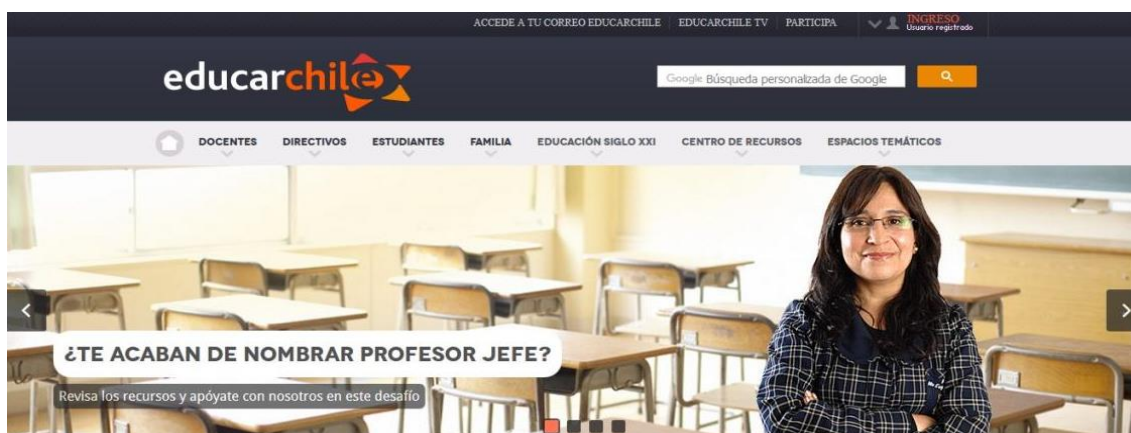 ACCEDE A TU CORREO EDUCARCHILE EDUCARCHILE TV PARTICIPA INGRESO
Usuario registrado
educarchile
Google Búsqueda personalizada de Google
DOCENTES DIRECTIVOS ESTUDIANTES FAMILIA EDUCACIÓN SIGLO XXI CENTRO DE RECURSOS ESPACIOS TEMÁTICOS
¿TE ACABAN DE NOMBRAR PROFESOR JEFE?
Revisa los recursos y apóyate con nosotros en este desafío